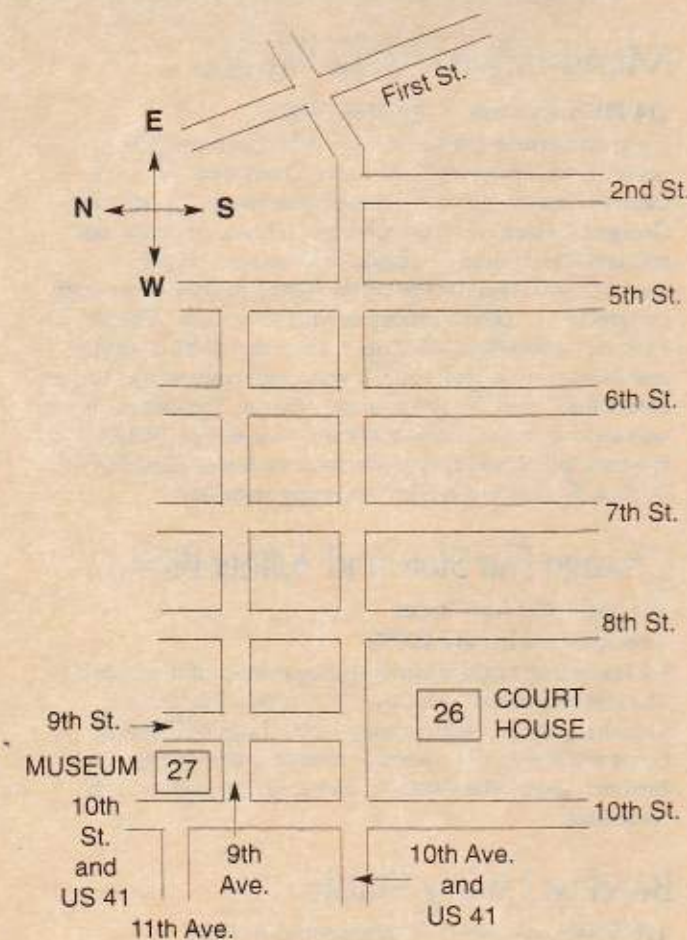 First St.
E
N
S
W
2nd St.
5th St.
6th St.
7th St.
8th St.
9th St.
26
COURT
HOUSE
MUSEUM
27
10th
St.
and
US 41
10th St.
9th
Ave.
10th Ave.
and
US 41
11th Ave.